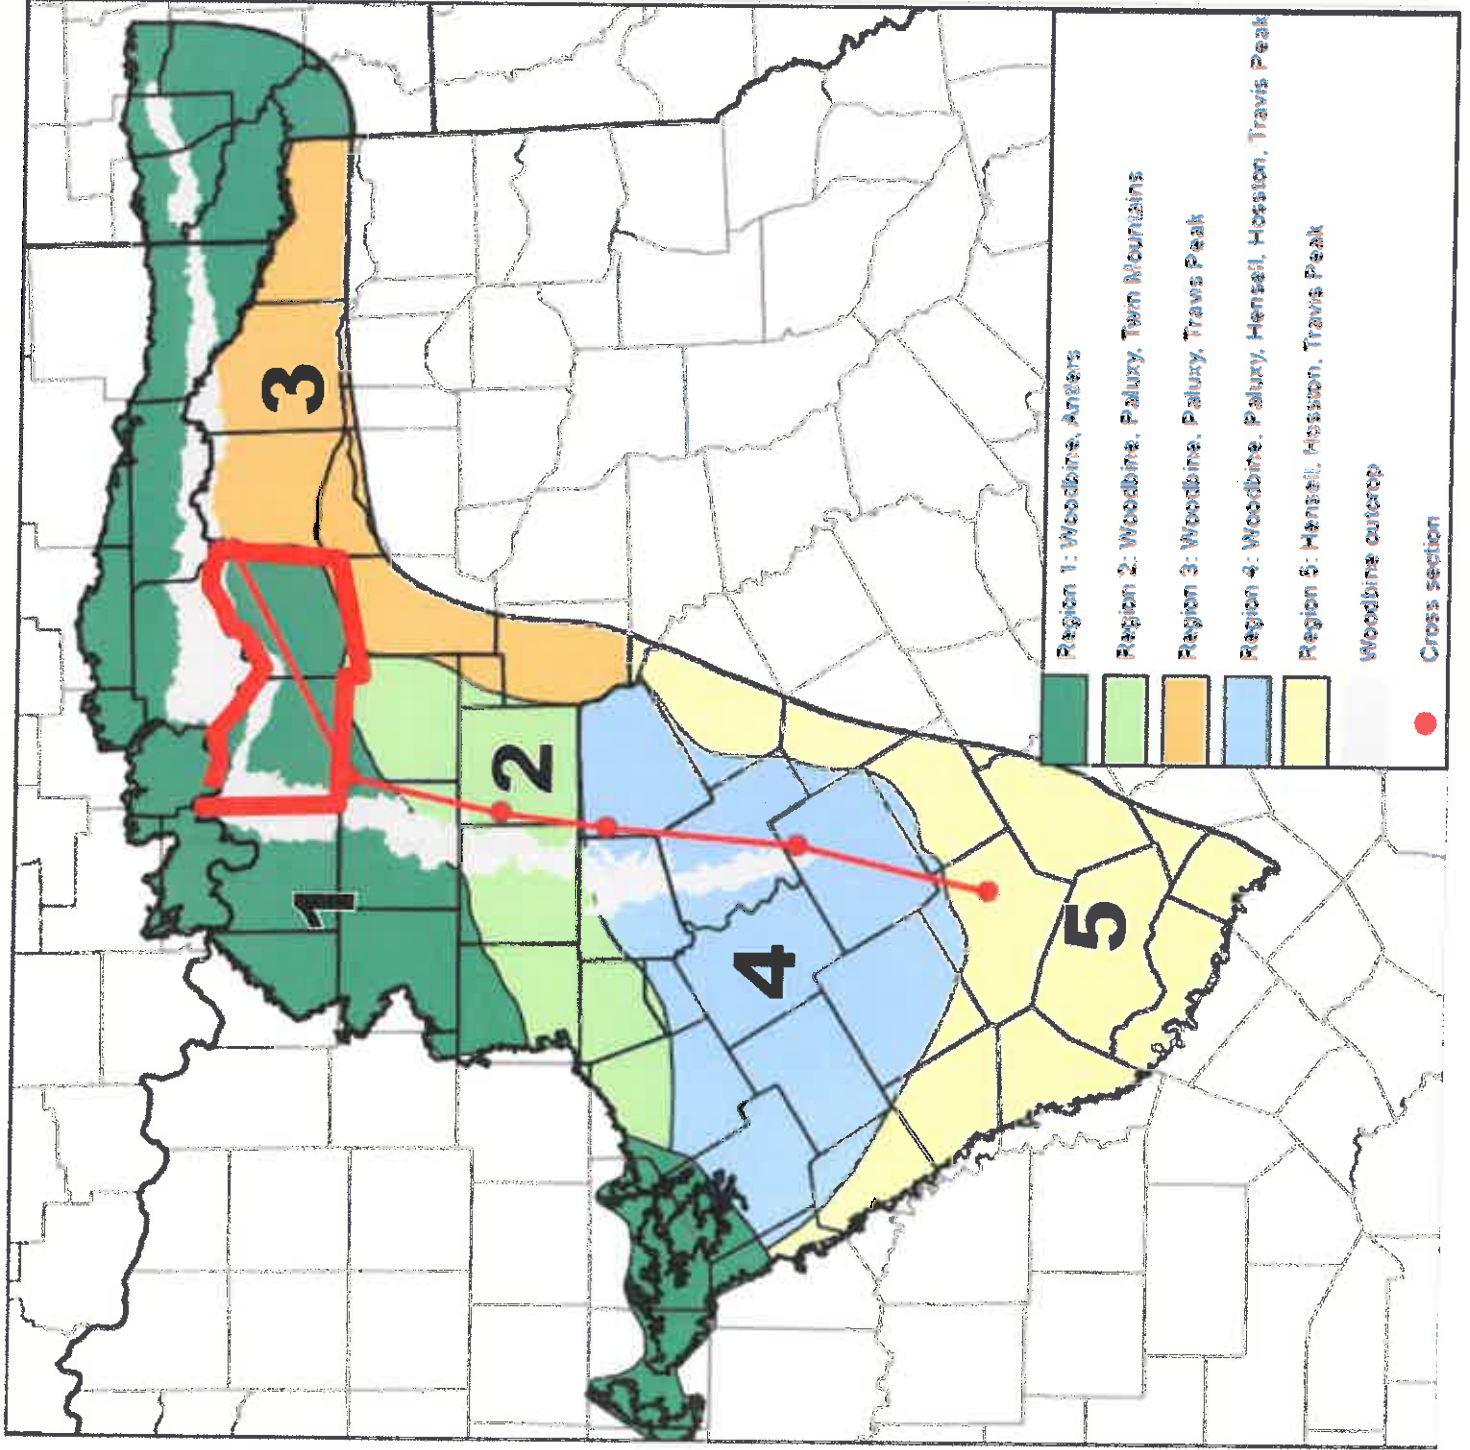 1
2
3
4
5
Region 1: Woodbine, Antlers
Region 2: Woodbine, Paluxy, Twin Mountains
Region 3: Woodbine, Paluxy, Travis Peak
Region 4: Woodbine, Paluxy, Hensell, Hosston, Travis Peak
Region 5: Hensell, Hosston, Travis Peak
Woodbine outcrop
Cross section